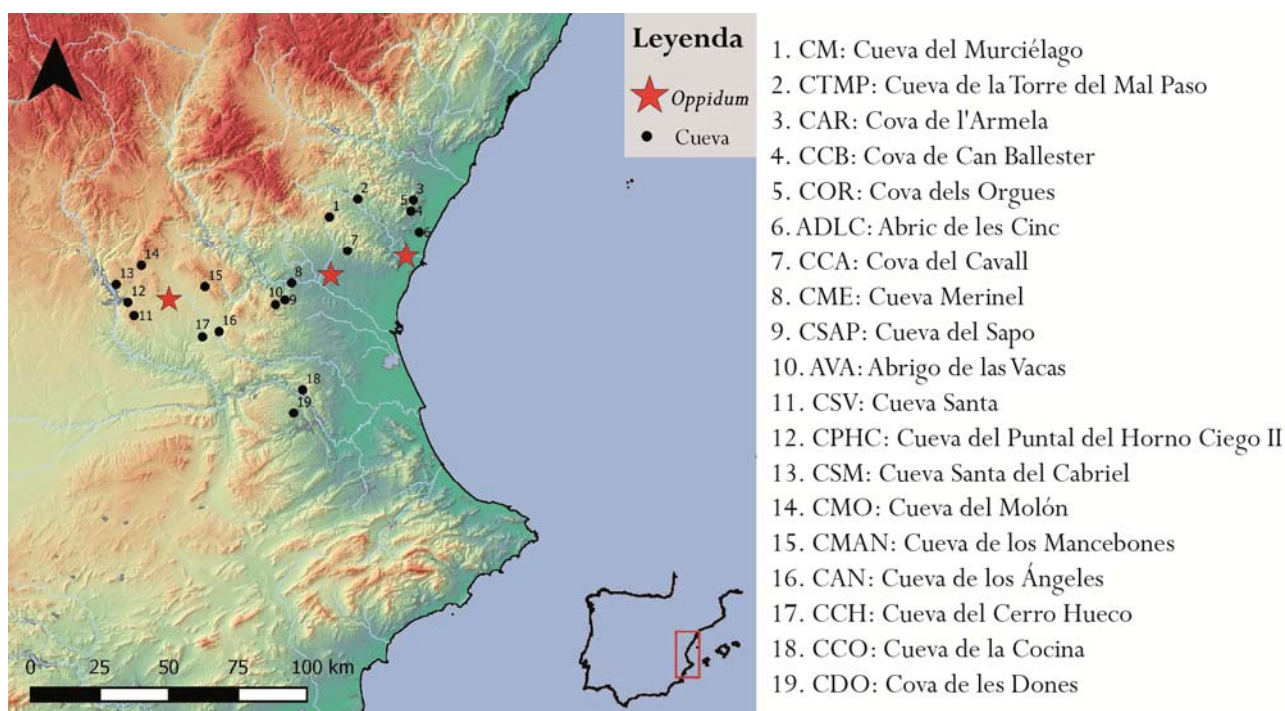 Leyenda
Oppidum
Cueva
1
2
3
5
4
6
7
8
9
10
14
13
12
11
15
16
17
18
19
0 25 50 75 100 km
1. CM: Cueva del Murciélago
2. CTMP: Cueva de la Torre del Mal Paso
3. CAR: Cova de l'Armela
4. CCB: Cova de Can Ballester
5. COR: Cova dels Orgues
6. ADLC: Abric de les Cinc
7. CCA: Cova del Cavall
8. CME: Cueva Merinel
9. CSAP: Cueva del Sapo
10. AVA: Abrigo de las Vacas
11. CSV: Cueva Santa
12. CPHC: Cueva del Puntal del Horno Ciego II
13. CSM: Cueva Santa del Cabriel
14. CMO: Cueva del Molón
15. CMAN: Cueva de los Mancebones
16. CAN: Cueva de los Ángeles
17. CCH: Cueva del Cerro Hueco
18. CCO: Cueva de la Cocina
19. CDO: Cova de les Dones